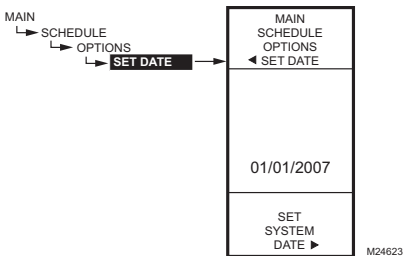 MAIN
SCHEDULE
OPTIONS
SET DATE
MAIN
SCHEDULE
OPTIONS
◄ SET DATE
01/01/2007
SET
SYSTEM
DATE ►
M24623